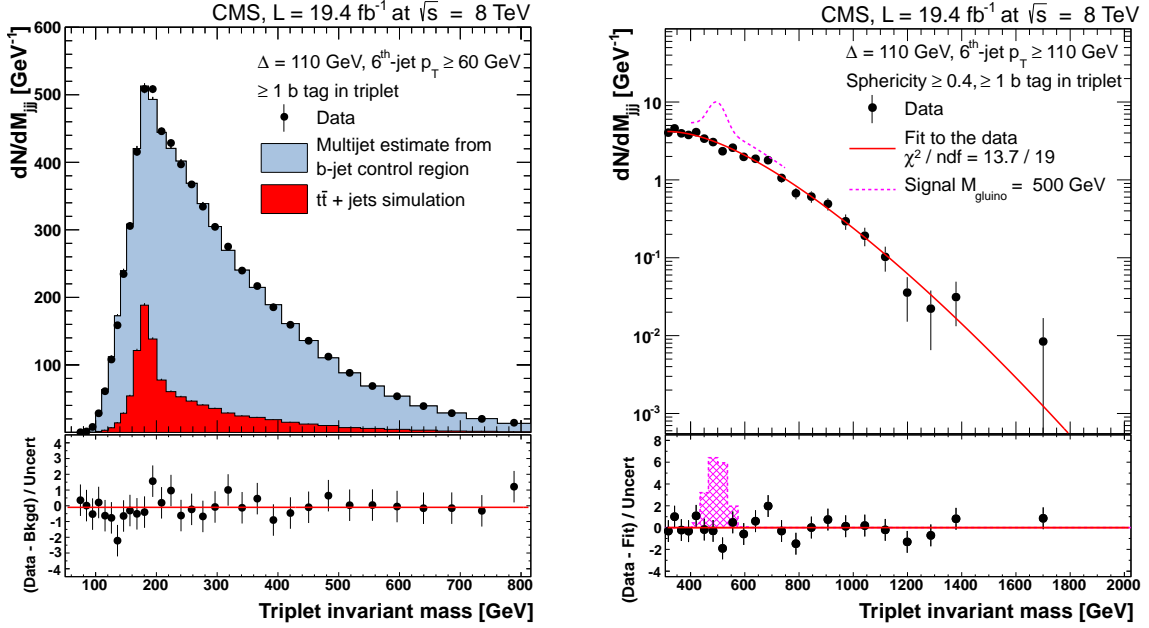 CMS, L = 19.4 fb⁻¹ at √s = 8 TeV
dN/dM_jjj [GeV⁻¹]
500
400
300
200
100
Δ = 110 GeV, 6ᵗʰ-jet p_T ≥ 60 GeV
≥ 1 b tag in triplet
Data
Multijet estimate from
b-jet control region
tt̄ + jets simulation
(Data - Bkgd) / Uncert
4
3
2
1
0
-1
-2
-3
-4
100 200 300 400 500 600 700 800
Triplet invariant mass [GeV]
CMS, L = 19.4 fb⁻¹ at √s = 8 TeV
dN/dM_jjj [GeV⁻¹]
10
1
10⁻¹
10⁻²
10⁻³
Δ = 110 GeV, 6ᵗʰ-jet p_T ≥ 110 GeV
Sphericity ≥ 0.4, ≥ 1 b tag in triplet
Data
Fit to the data
χ² / ndf = 13.7 / 19
Signal M_gluino = 500 GeV
(Data - Fit) / Uncert
8
6
4
2
0
-2
-4
400 600 800 1000 1200 1400 1600 1800 2000
Triplet invariant mass [GeV]